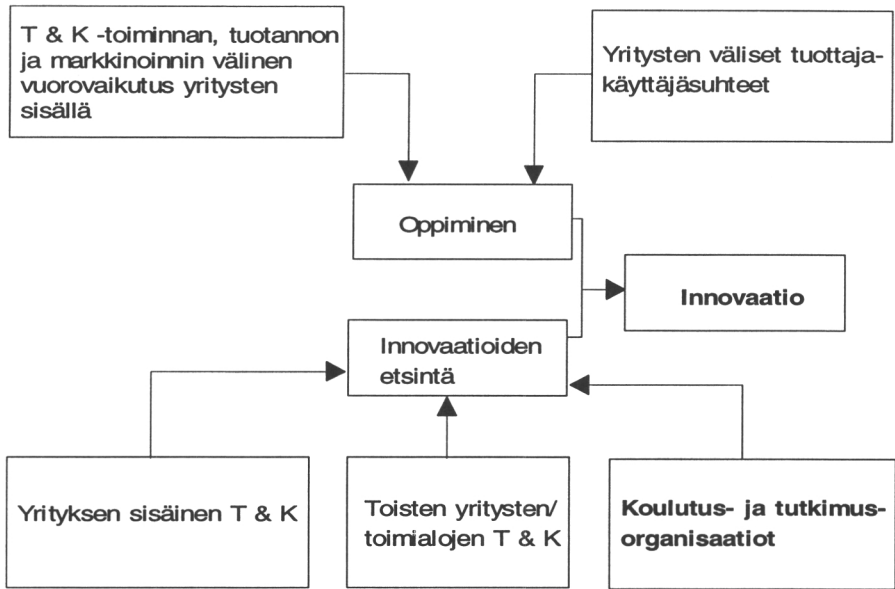 T & K -toiminnan, tuotannon
ja markkinoinnin välinen
vuorovaikutus yritysten
sisällä
Yritysten väliset tuottaja-
käyttäjäsuhteet
Oppiminen
Innovaatio
Innovaatioiden
etsintä
Yrityksen sisäinen T & K
Toisten yritysten/
toimialojen T & K
Koulutus- ja tutkimus-
organisaatiot